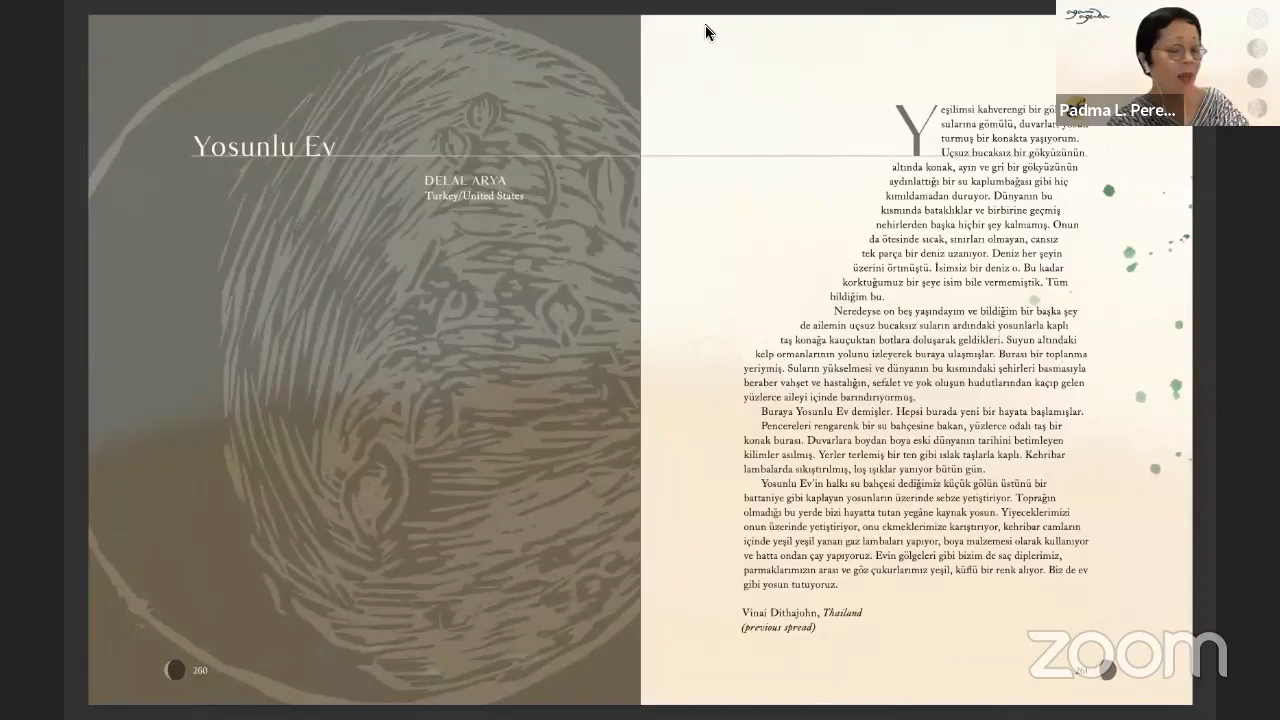 Yosunlu Ev
DELAL ARYA
Turkey/United States
Yeşilimsi kahverengi bir
sularına gömülü, duvarları yosun
turmuş bir konakta yaşıyorum.
Uçsuz bucaksız bir gökyüzünün
altında konak, ayın ve gri bir gökyüzünün
aydınlattığı bir su kaplumbağası gibi hiç
kımıldamadan duruyor. Dünyanın bu
kısmında bataklıklar ve birbirine geçmiş
nehirlerden başka hiçbir şey kalmamış. Onun
da ötesinde sıcak, sınırları olmayan, cansız
tek parça bir deniz uzanıyor. Deniz her şeyin
üzerini örtmüştü. İsimsiz bir deniz o. Bu kadar
korktuğumuz bir şeye isim bile vermemiştik. Tüm
bildiğim bu.
Neredeyse on beş yaşındayım ve bildiğim bir başka şey
de ailemin uçsuz bucaksız suların ardındaki yosunlarla kaplı
taş konağa kauçuktan botlara doluşarak geldikleri. Suyun altındaki
kelp ormanlarının yolunu izleyerek buraya ulaşmışlar. Burası bir toplanma
yeriymiş. Suların yükselmesi ve dünyanın bu kısmındaki şehirleri basmasıyla
beraber vahşet ve hastalığın, sefalet ve yok oluşun hudutlarından kaçıp gelen
yüzlerce aileyi içinde barındırıyormuş.
Buraya Yosunlu Ev demişler. Hepsi burada yeni bir hayata başlamışlar.
Pencereleri rengarenk bir su bahçesine bakan, yüzlerce odalı taş bir
konak burası. Duvarlara boydan boya eski dünyanın tarihini betimleyen
kilimler asılmış. Yerler terlemiş bir ten gibi ıslak taşlarla kaplı. Kehribar
lambalarda sıkıştırılmış, loş ışıklar yanıyor bütün gün.
Yosunlu Ev'in halkı su bahçesi dediğimiz küçük gölün üstünü bir
battaniye gibi kaplayan yosunların üzerinde sebze yetiştiriyor. Toprağın
olmadığı bu yerde bizi hayatta tutan yegâne kaynak yosun. Yiyeceklerimizi
onun üzerinde yetiştiriyor, onu ekmeklerimize karıştırıyor, kehribar camların
içinde yeşil yeşil yanan gaz lambaları yapıyor, boya malzemesi olarak kullanıyor
ve hatta ondan çay yapıyoruz. Evin gölgeleri gibi bizim de saç diplerimiz,
parmaklarımızın arası ve göz çukurlarımız yeşil, küflü bir renk alıyor. Biz de ev
gibi yosun tutuyoruz.
Vinai Dithajohn, Thailand
(previous spread)
260
261
agam
agenda
Padma L. Pere...
zoom